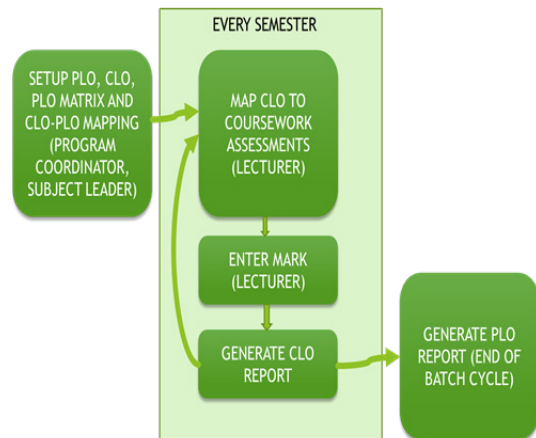 EVERY SEMESTER
SETUP PLO, CLO,
PLO MATRIX AND
CLO-PLO MAPPING
(PROGRAM
COORDINATOR,
SUBJECT LEADER)
MAP CLO TO
COURSEWORK
ASSESSMENTS
(LECTURER)
ENTER MARK
(LECTURER)
GENERATE CLO
REPORT
GENERATE PLO
REPORT (END OF
BATCH CYCLE)